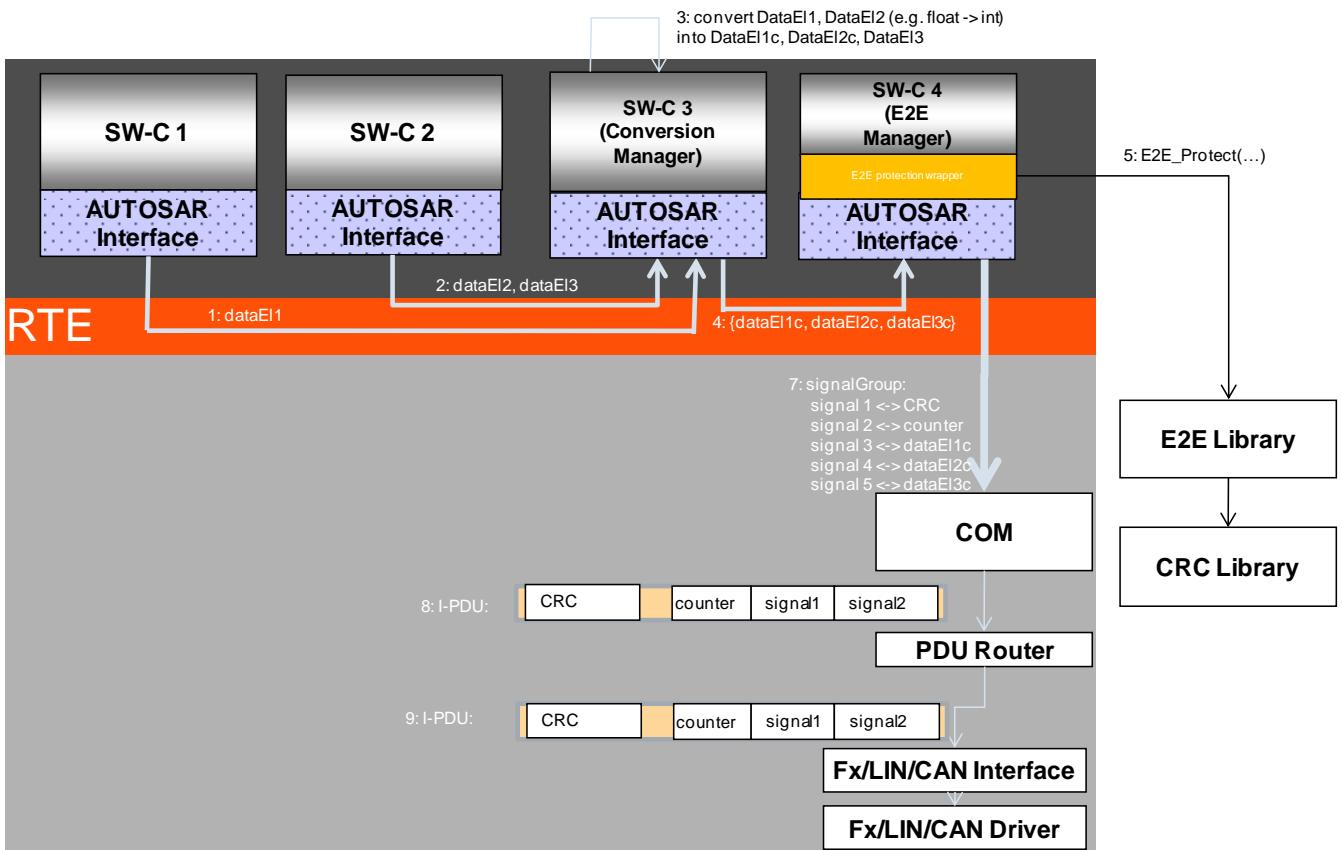 3: convert DataEl1, DataEl2 (e.g. float -> int)
into DataEl1c, DataEl2c, DataEl3
SW-C 1
AUTOSAR
Interface
SW-C 2
AUTOSAR
Interface
SW-C 3
(Conversion
Manager)
AUTOSAR
Interface
SW-C 4
(E2E
Manager)
E2E protection wrapper
AUTOSAR
Interface
5: E2E_Protect(…)
2: dataEl2, dataEl3
1: dataEl1
4: {dataEl1c, dataEl2c, dataEl3c}
RTE
7: signalGroup:
signal 1 <-> CRC
signal 2 <-> counter
signal 3 <-> dataEl1c
signal 4 <-> dataEl2c
signal 5 <-> dataEl3c
E2E Library
COM
CRC Library
8: I-PDU:
CRC
counter
signal1
signal2
PDU Router
9: I-PDU:
CRC
counter
signal1
signal2
Fx/LIN/CAN Interface
Fx/LIN/CAN Driver